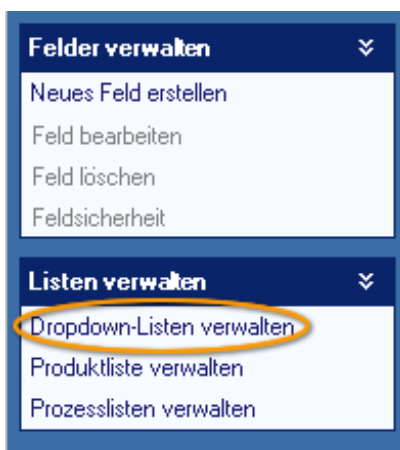 Felder verwalten
Neues Feld erstellen
Feld bearbeiten
Feld löschen
Feldsicherheit
Listen verwalten
Dropdown-Listen verwalten
Produktliste verwalten
Prozesslisten verwalten